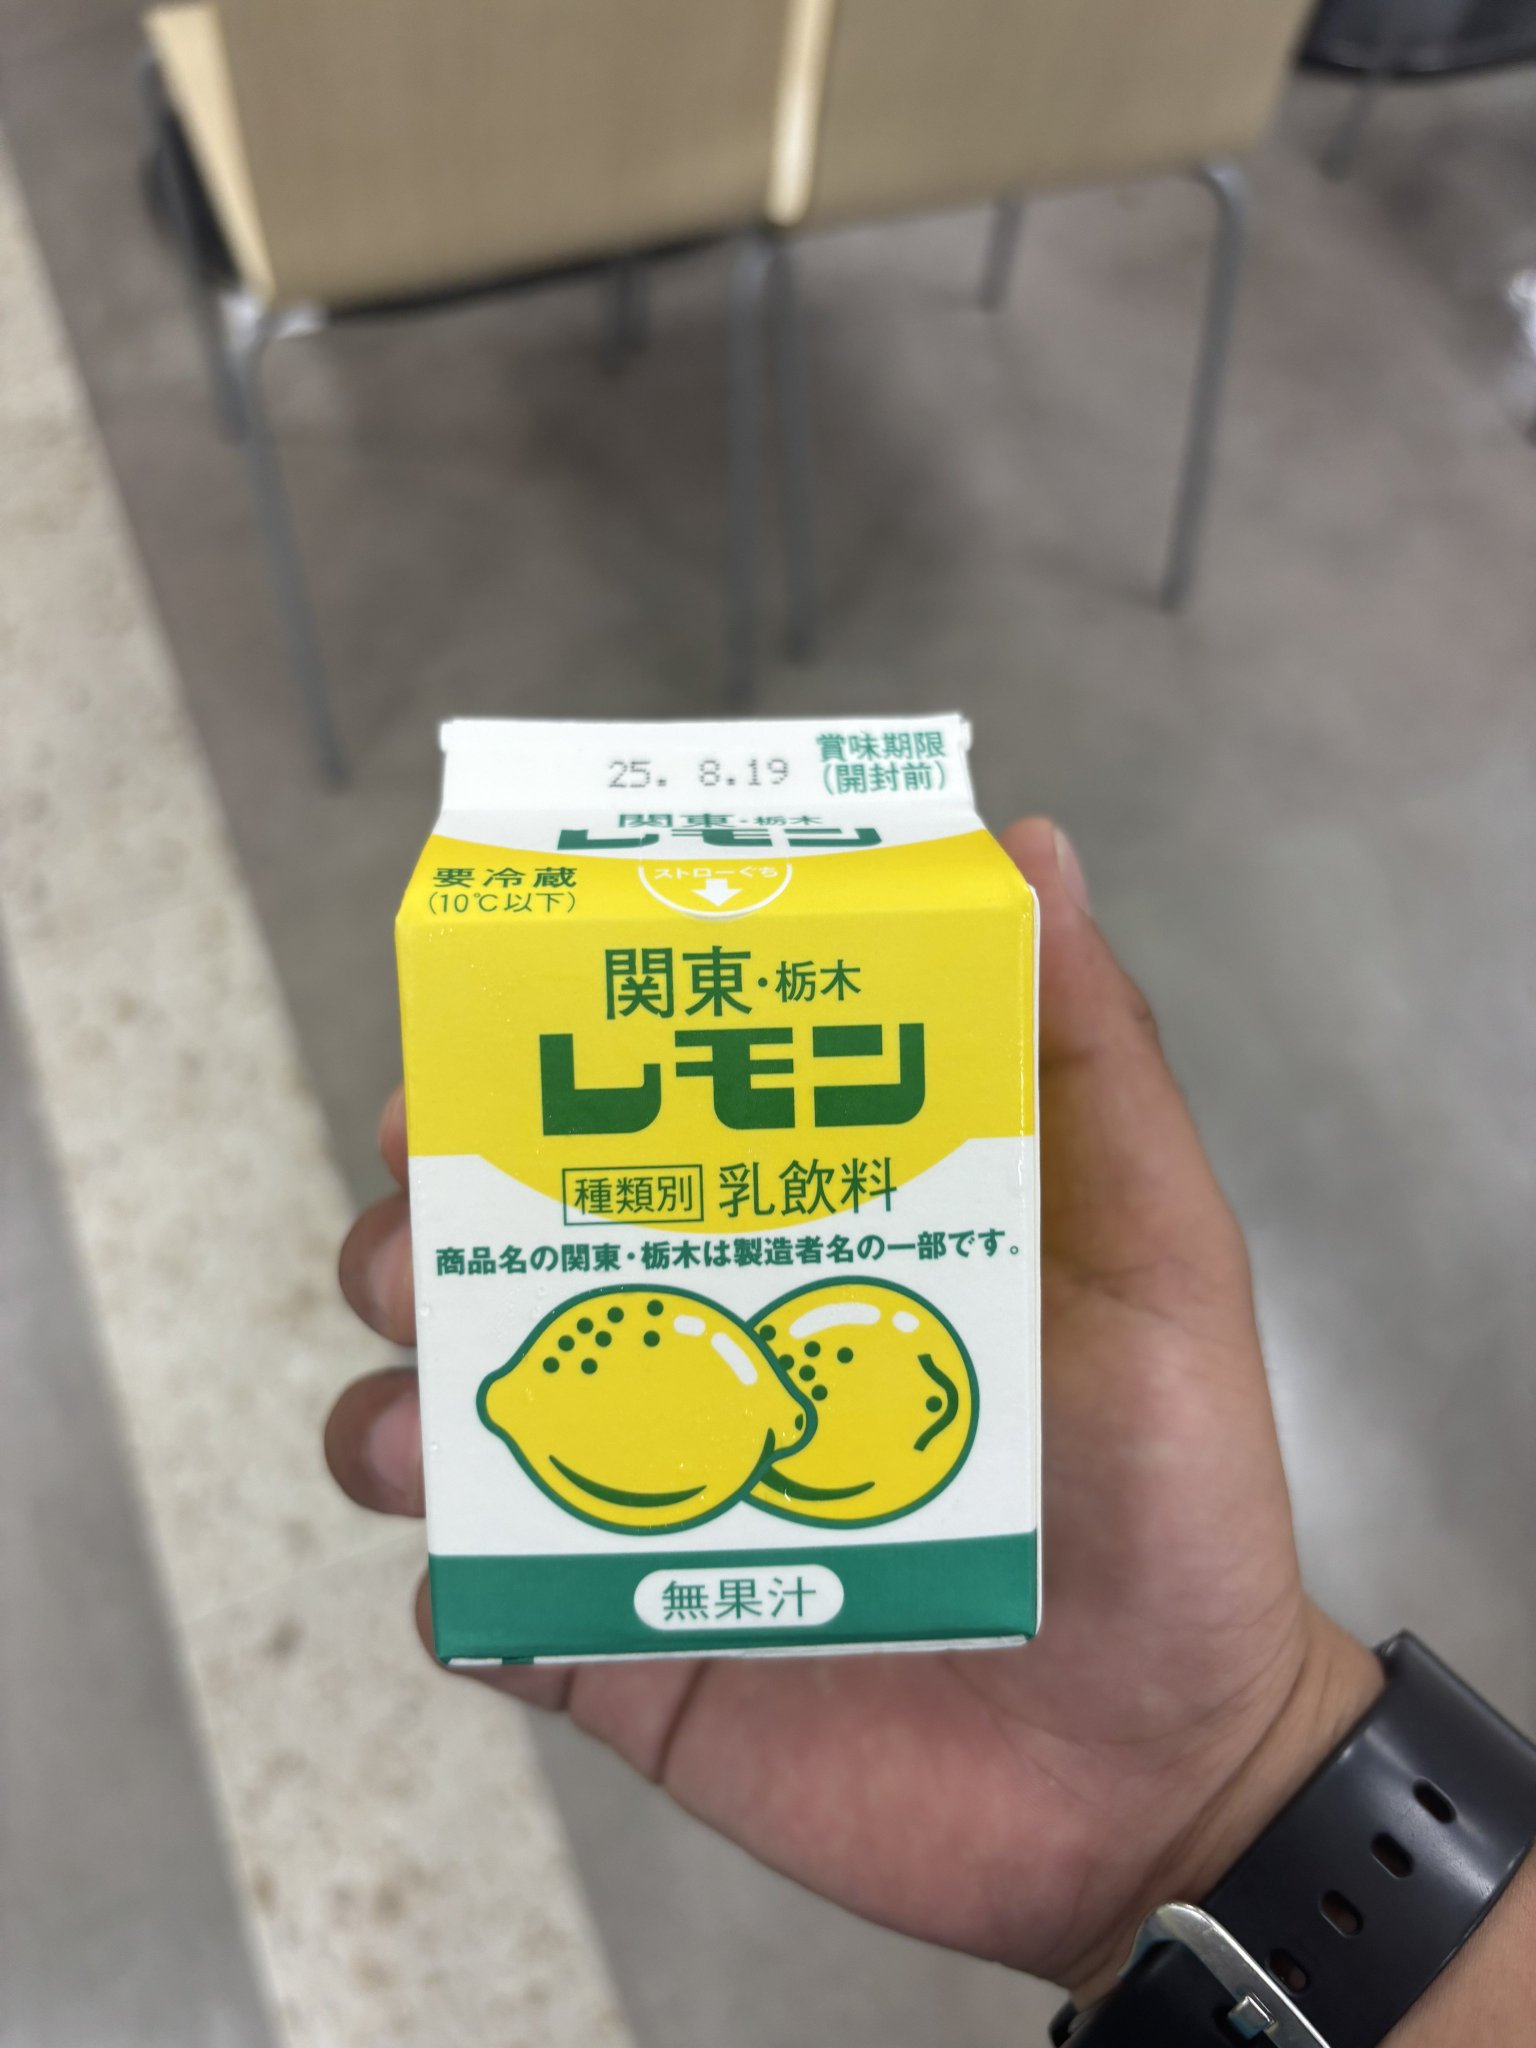 25. 8.19
賞味期限
(開封前)
関東・栃木
レモン
要冷蔵
(10℃以下)
ストローぐち
関東・栃木
レモン
種類別 乳飲料
商品名の関東・栃木は製造者名の一部です。
無果汁